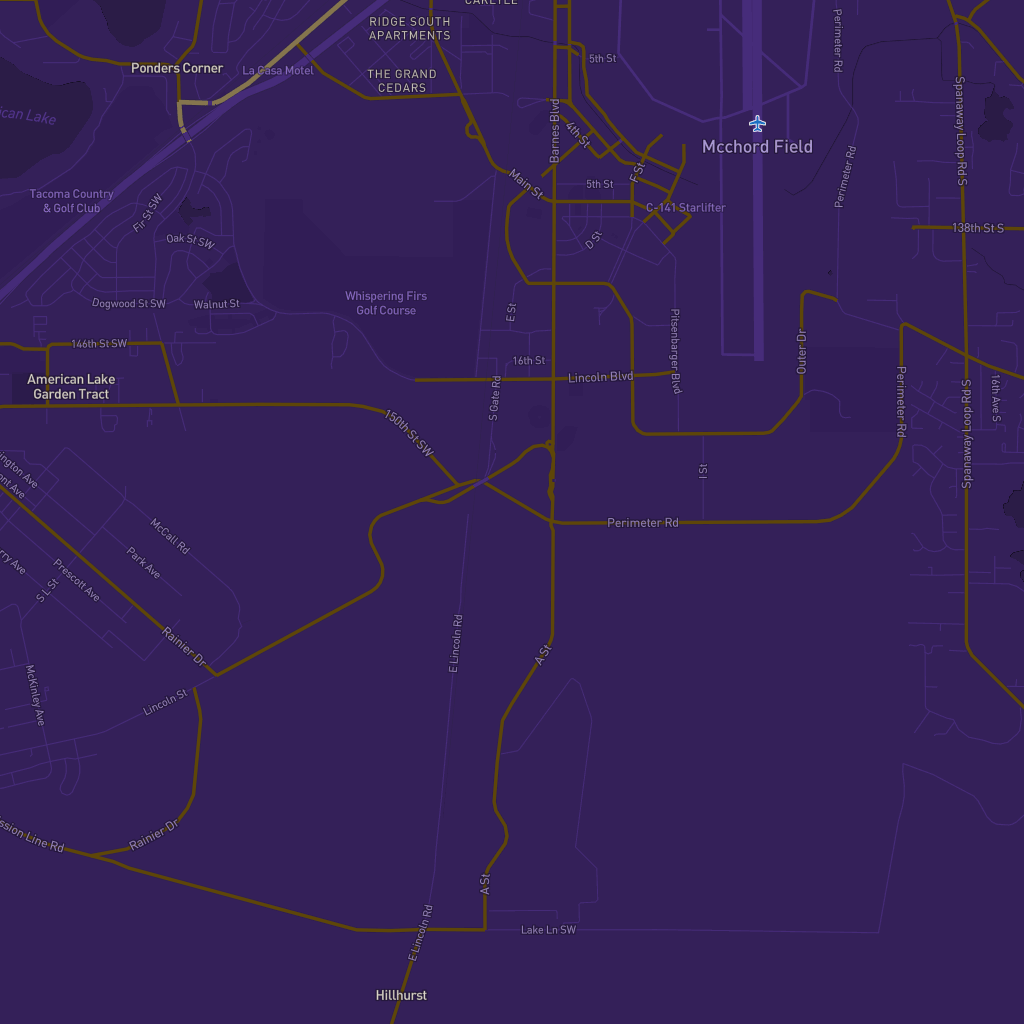 CARLYLE
RIDGE SOUTH
APARTMENTS
Perimeter Rd
5th St
Ponders Corner
La Casa Motel
THE GRAND
CEDARS
Spanaway Loop Rd S
Barnes Blvd
4th St
Mcchord Field
F St
Perimeter Rd
Main St
5th St
Tacoma Country
& Golf Club
Fir St SW
C-141 Starlifter
138th St S
Oak St SW
D St
Whispering Firs
Golf Course
Dogwood St SW
Walnut St
E St
Pitsenbarger Blvd
146th St SW
Outer Dr
16th St
American Lake
Garden Tract
Lincoln Blvd
S Gate Rd
Perimeter Rd
Spanaway Loop Rd S
16th Ave S
150th St SW
I St
McCall Rd
Perimeter Rd
Park Ave
Prescott Ave
S L St
Rainier Dr
E Lincoln Rd
A St
McKinley Ave
Lincoln St
Rainier Dr
Line Rd
A St
E Lincoln Rd
Lake Ln SW
Hillhurst